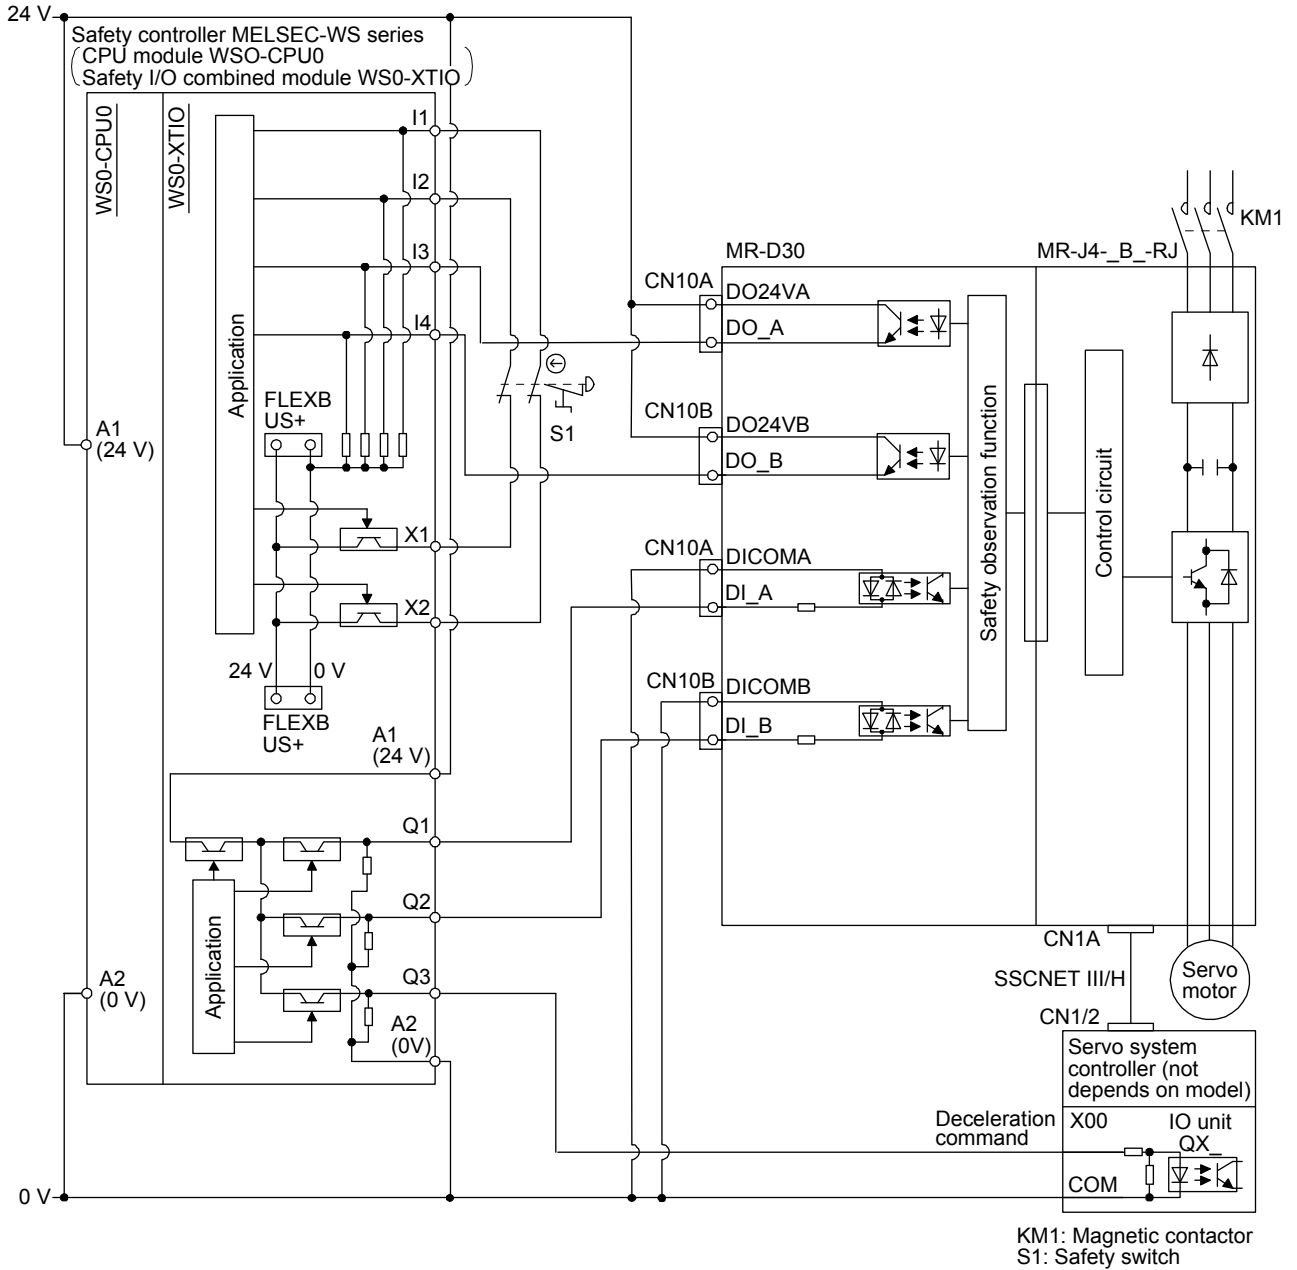 24 V
Safety controller MELSEC-WS series
CPU module WSO-CPU0
Safety I/O combined module WS0-XTIO
WS0-CPU0
WS0-XTIO
Application
I1
I2
I3
I4
FLEXB
US+
A1
(24 V)
X1
X2
24 V
0 V
FLEXB
US+
A1
(24 V)
Q1
Q2
Q3
Application
A2
(0 V)
A2
(0V)
0 V
S1
MR-D30
MR-J4-_B_-RJ
KM1
CN10A
DO24VA
DO_A
CN10B
DO24VB
DO_B
CN10A
DICOMA
DI_A
CN10B
DICOMB
DI_B
Safety observation function
Control circuit
CN1A
SSCNET III/H
CN1/2
Servo
motor
Servo system
controller (not
depends on model)
Deceleration
command
X00
IO unit
QX_
COM
KM1: Magnetic contactor
S1: Safety switch